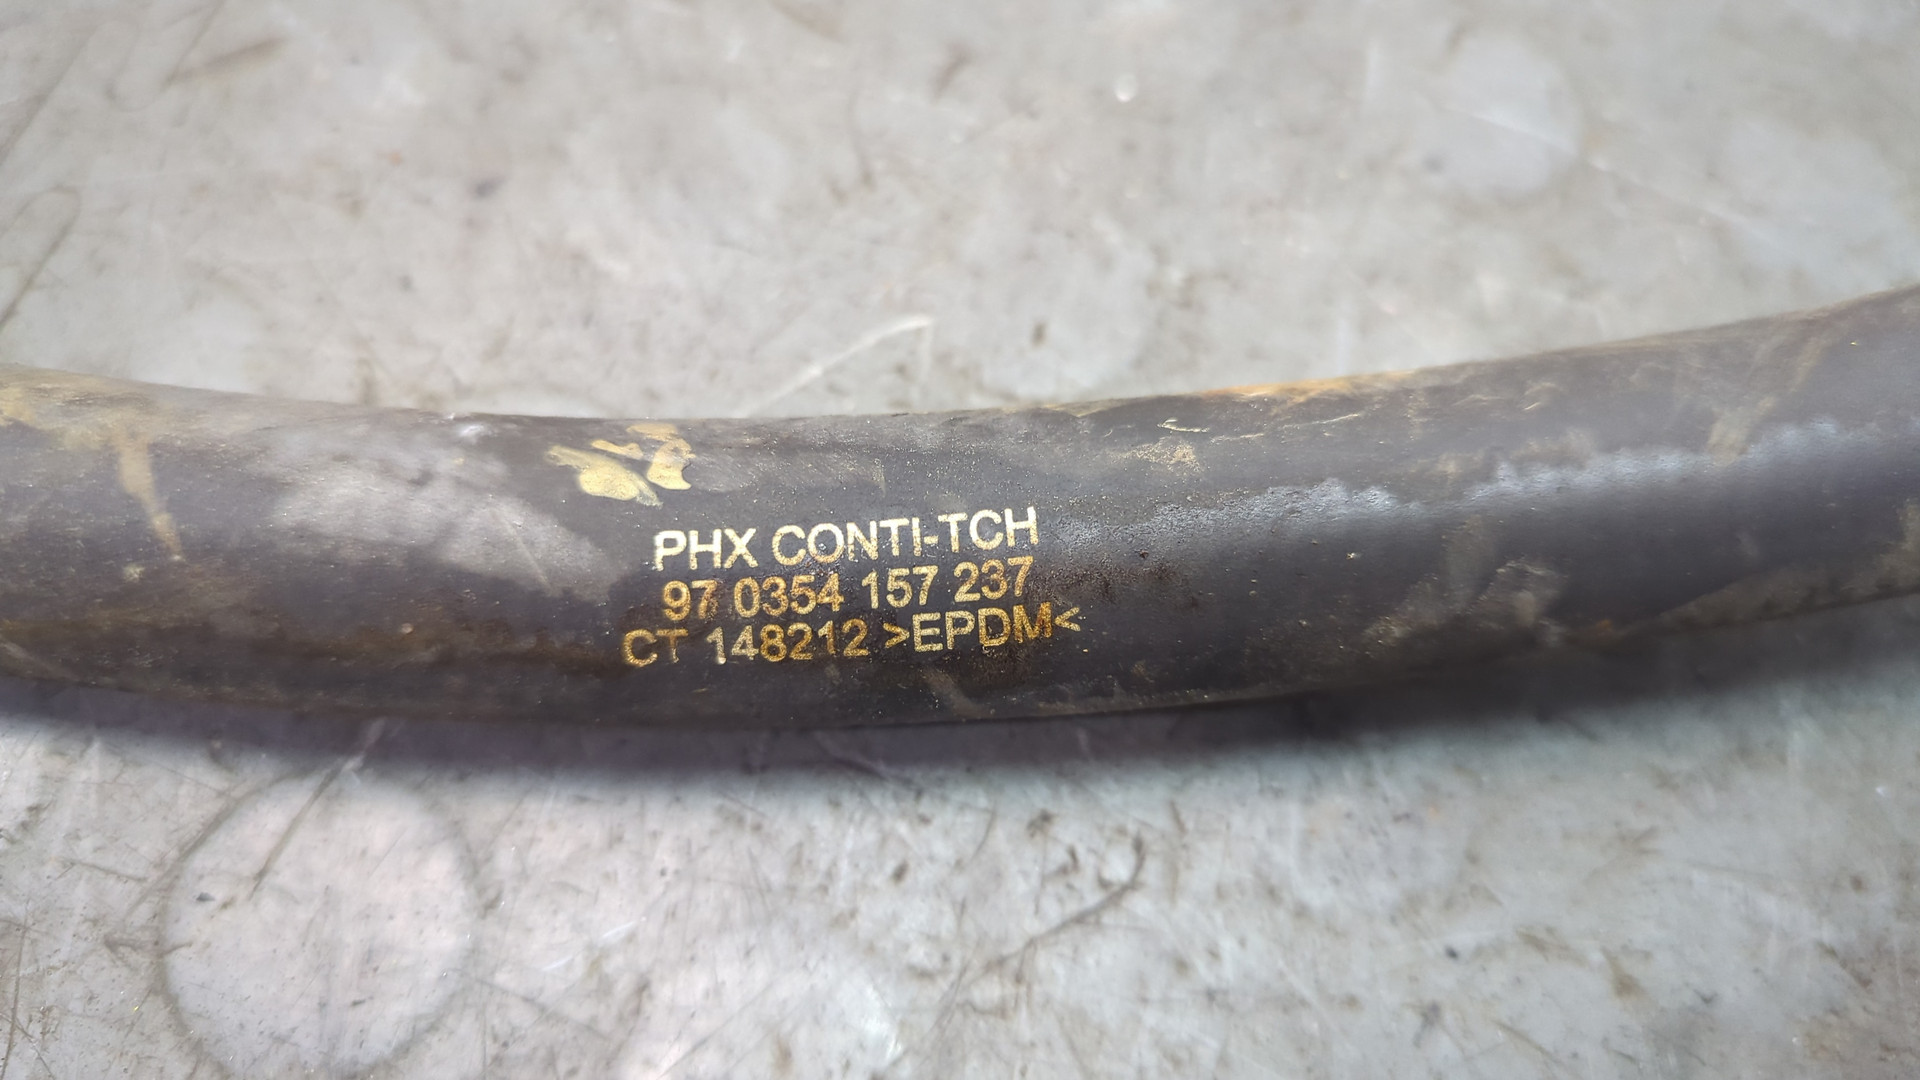 PHX CONTI-TCH
97 0354 157 237
CT 148212 >EPDM<